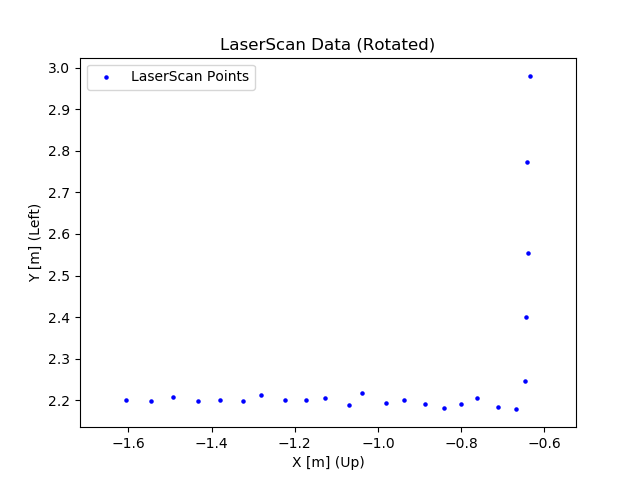 LaserScan Data (Rotated)
LaserScan Points
3.0
2.9
2.8
2.7
2.6
2.5
2.4
2.3
2.2
Y [m] (Left)
−1.6 −1.4 −1.2 −1.0 −0.8 −0.6
X [m] (Up)